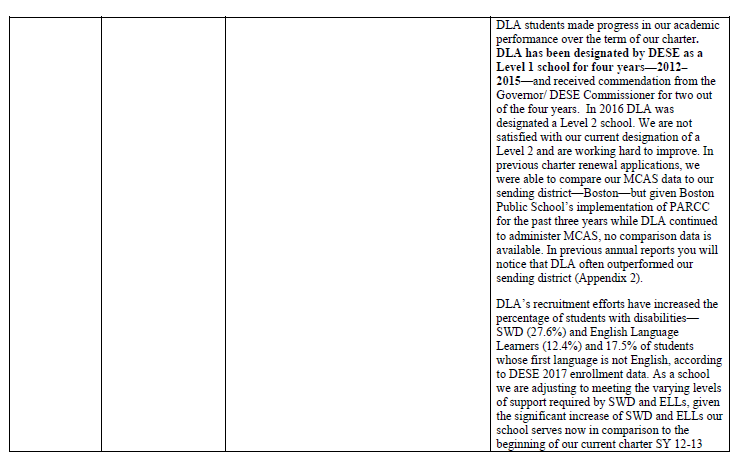 DLA students made progress in our academic
performance over the term of our charter.
DLA has been designated by DESE as a
Level 1 school for four years—2012–
2015—and received commendation from the
Governor/ DESE Commissioner for two out
of the four years.  In 2016 DLA was
designated a Level 2 school. We are not
satisfied with our current designation of a
Level 2 and are working hard to improve. In
previous charter renewal applications, we
were able to compare our MCAS data to our
sending district—Boston—but given Boston
Public School’s implementation of PARCC
for the past three years while DLA continued
to administer MCAS, no comparison data is
available. In previous annual reports you will
notice that DLA often outperformed our
sending district (Appendix 2).

DLA’s recruitment efforts have increased the
percentage of students with disabilities—
SWD (27.6%) and English Language
Learners (12.4%) and 17.5% of students
whose first language is not English, according
to DESE 2017 enrollment data. As a school
we are adjusting to meeting the varying levels
of support required by SWD and ELLs, given
the significant increase of SWD and ELLs our
school serves now in comparison to the
beginning of our current charter SY 12-13